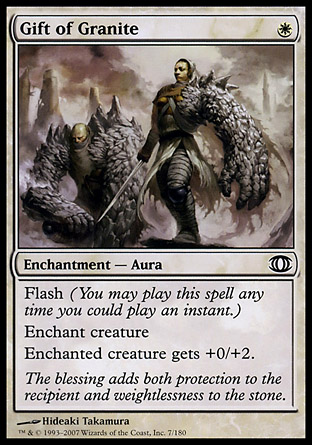 Gift of Granite
Enchantment — Aura
Flash (You may play this spell any
time you could play an instant.)
Enchant creature
Enchanted creature gets +0/+2.
The blessing adds both protection to the
recipient and weightlessness to the stone.
Hideaki Takamura
™ & © 1993–2007 Wizards of the Coast, Inc. 7/180